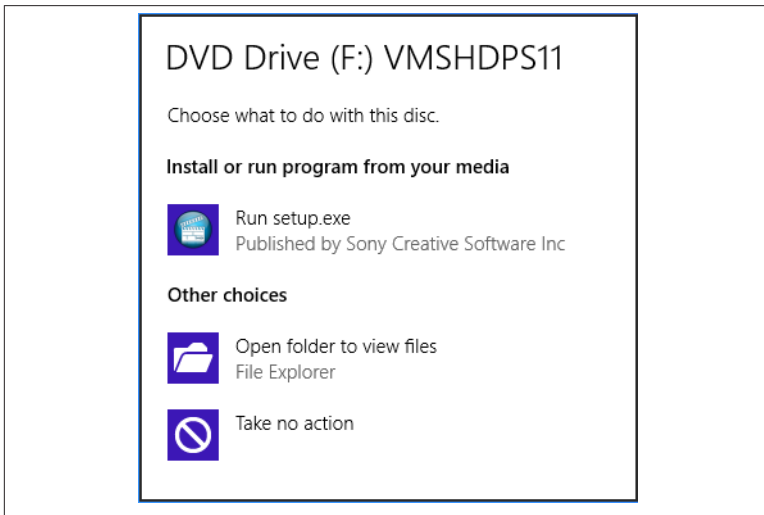 DVD Drive (F:) VMSHDPS11
Choose what to do with this disc.
Install or run program from your media
Run setup.exe
Published by Sony Creative Software Inc
Other choices
Open folder to view files
File Explorer
Take no action